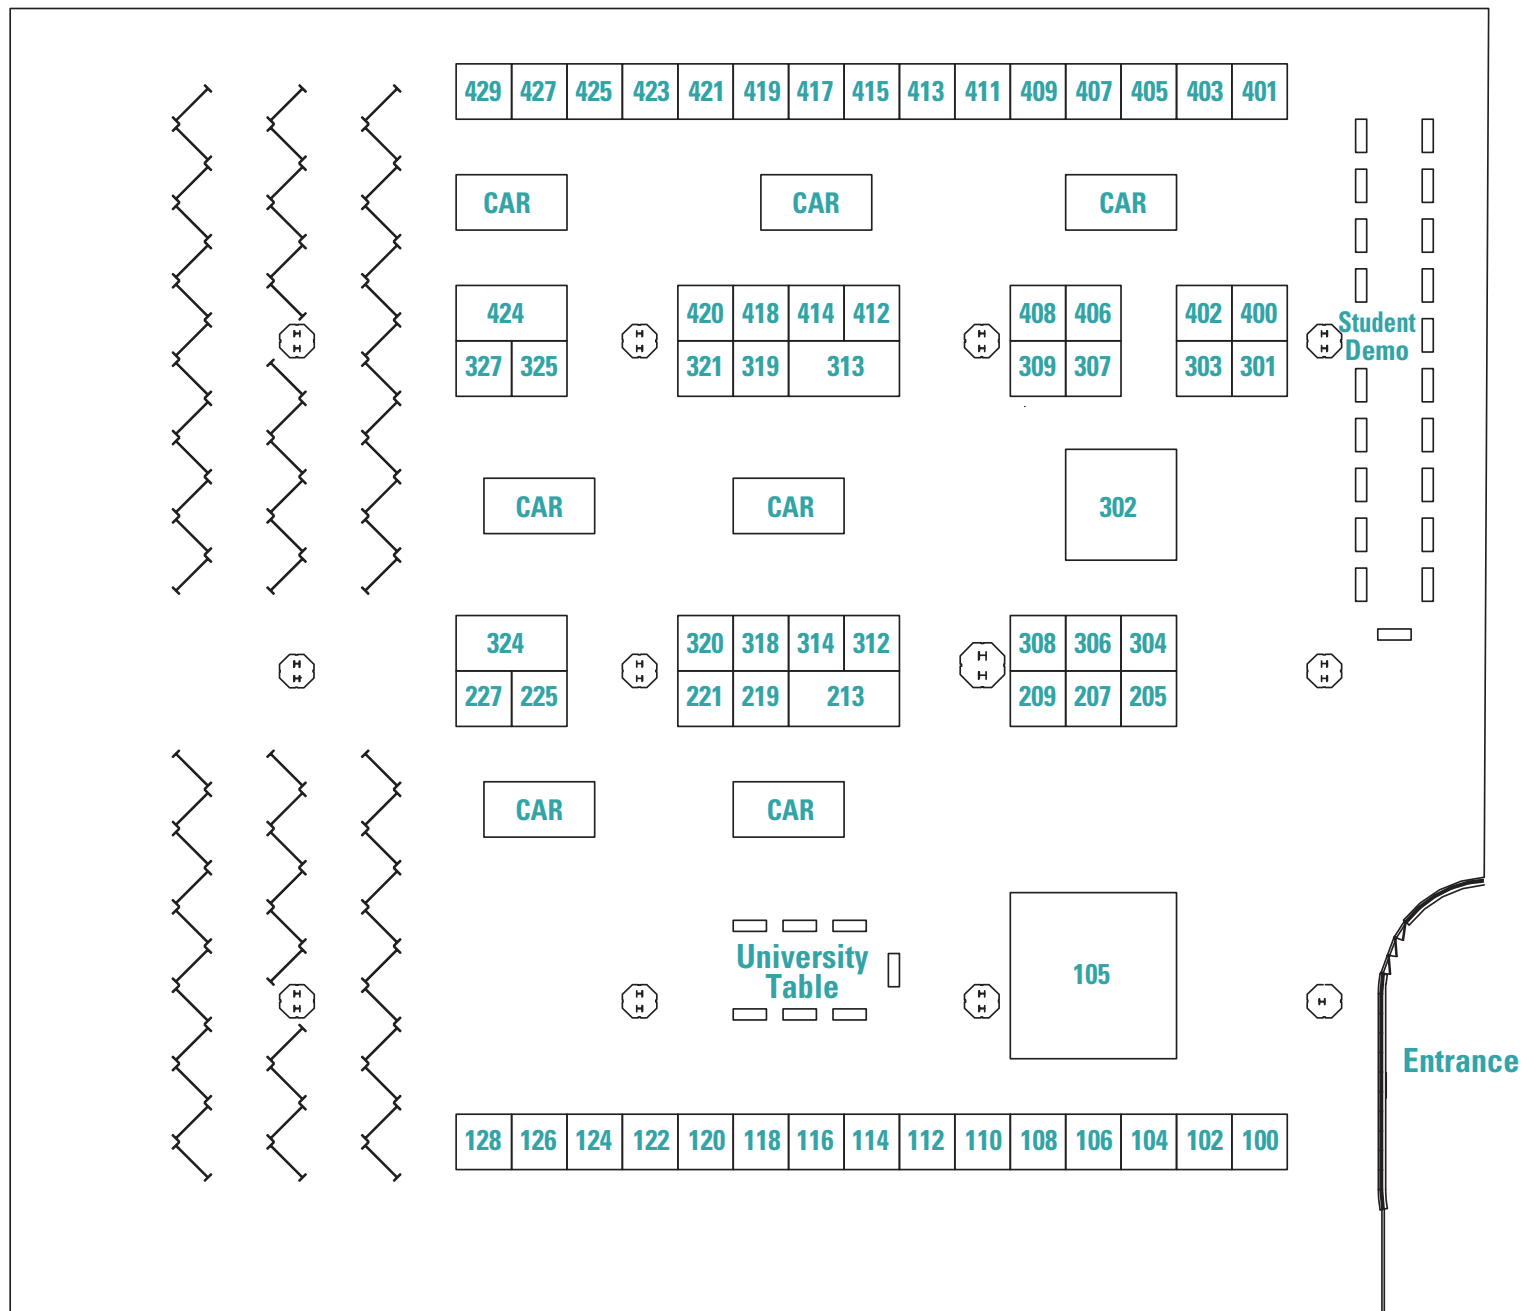 429 427 425 423 421 419 417 415 413 411 409 407 405 403 401
CAR CAR CAR
424 420 418 414 412 408 406 402 400
Student
Demo
327 325 321 319 313 309 307 303 301
CAR CAR 302
324 320 318 314 312 308 306 304
227 225 221 219 213 209 207 205
CAR CAR
University
Table
105
Entrance
128 126 124 122 120 118 116 114 112 110 108 106 104 102 100